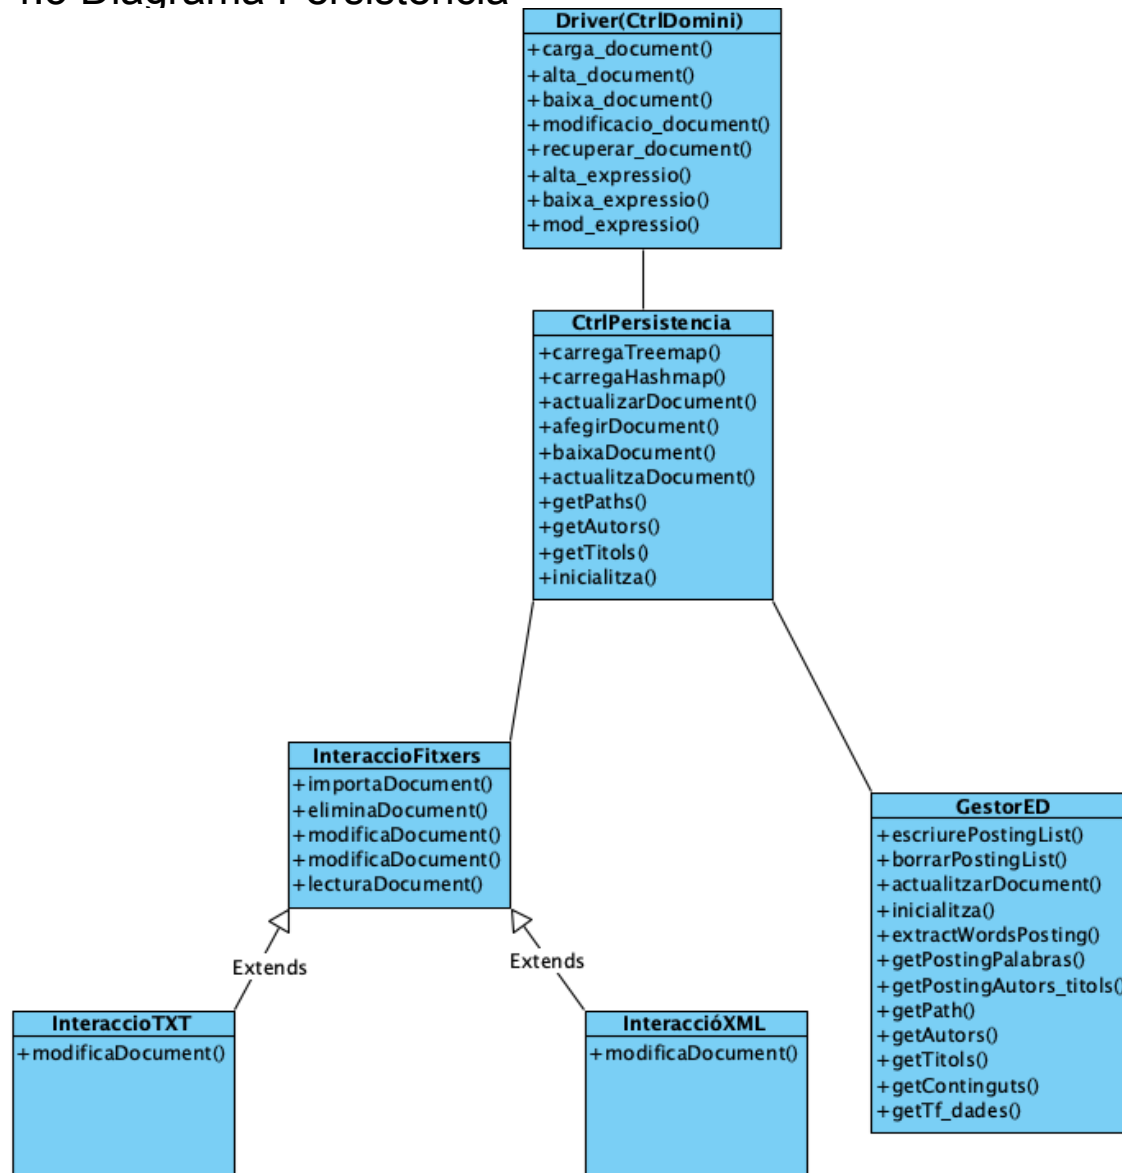 Diagrama Persistencia
Driver(CtrlDomini)
+carga_document()
+alta_document()
+baixa_document()
+modificacio_document()
+recuperar_document()
+alta_expressio()
+baixa_expressio()
+mod_expressio()
CtrlPersistencia
+carregaTreemap()
+carregaHashmap()
+actualizarDocument()
+afegirDocument()
+baixaDocument()
+actualitzaDocument()
+getPaths()
+getAutors()
+getTitols()
+inicialitza()
InteraccioFitxers
+importaDocument()
+eliminaDocument()
+modificaDocument()
+modificaDocument()
+lecturaDocument()
GestorED
+escriurePostingList()
+borrarPostingList()
+actualitzarDocument()
+inicialitza()
+extractWordsPosting()
+getPostingPalabras()
+getPostingAutors_titols()
+getPath()
+getAutors()
+getTitols()
+getContinguts()
+getTf_dades()
Extends
Extends
InteraccioTXT
+modificaDocument()
InteraccióXML
+modificaDocument()